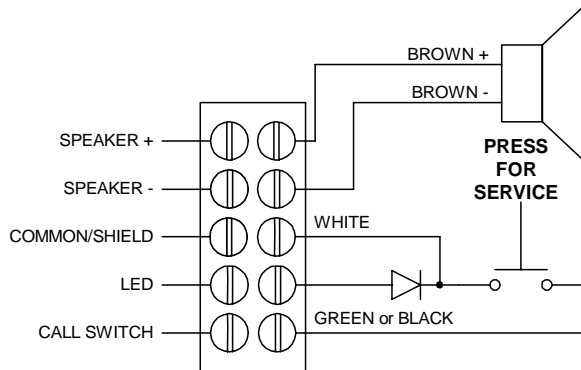 BROWN +
BROWN -
SPEAKER +
PRESS
FOR
SERVICE
SPEAKER -
WHITE
COMMON/SHIELD
LED
GREEN or BLACK
CALL SWITCH